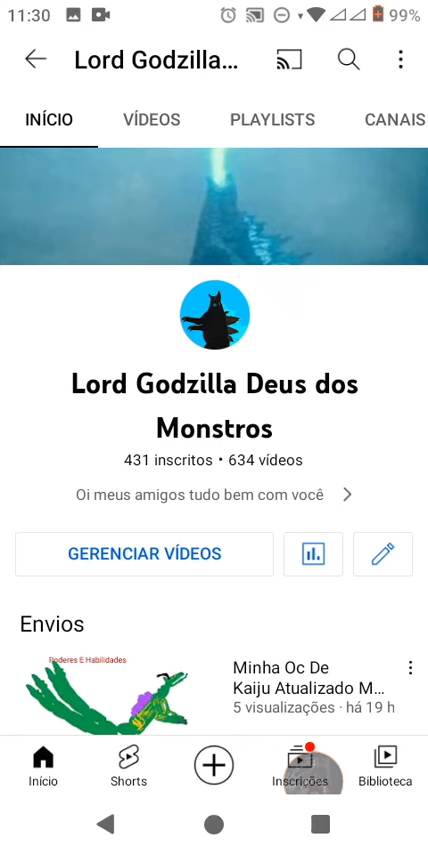 11:30
99%
Lord Godzilla...
INÍCIO
VÍDEOS
PLAYLISTS
CANAIS
Lord Godzilla Deus dos
Monstros
431 inscritos • 634 vídeos
Oi meus amigos tudo bem com você
GERENCIAR VÍDEOS
Envios
Poderes E Habilidades
Minha Oc De
Kaiju Atualizado M...
5 visualizações · há 19 h
Início
Shorts
Inscrições
Biblioteca